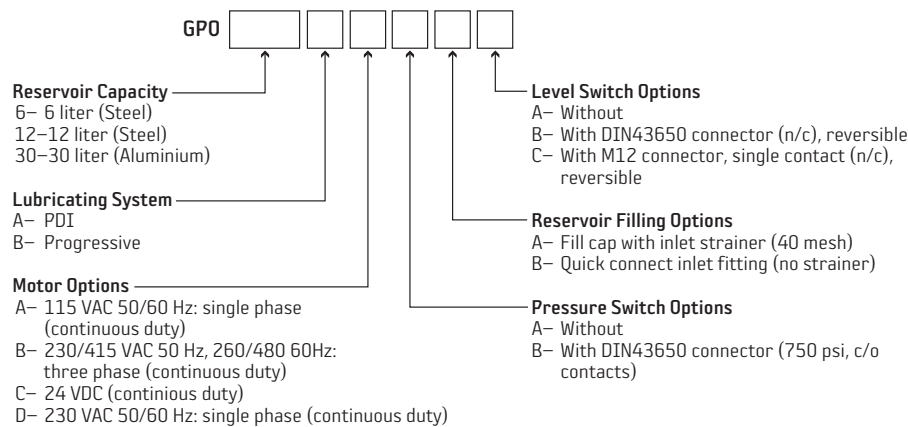 GPO
Reservoir Capacity
6– 6 liter (Steel)
12–12 liter (Steel)
30–30 liter (Aluminium)
Lubricating System
A– PDI
B– Progressive
Motor Options
A– 115 VAC 50/60 Hz: single phase
(continuous duty)
B– 230/415 VAC 50 Hz, 260/480 60Hz:
three phase (continuous duty)
C– 24 VDC (continious duty)
D– 230 VAC 50/60 Hz: single phase (continuous duty)
Level Switch Options
A– Without
B– With DIN43650 connector (n/c), reversible
C– With M12 connector, single contact (n/c),
reversible
Reservoir Filling Options
A– Fill cap with inlet strainer (40 mesh)
B– Quick connect inlet fitting (no strainer)
Pressure Switch Options
A– Without
B– With DIN43650 connector (750 psi, c/o
contacts)